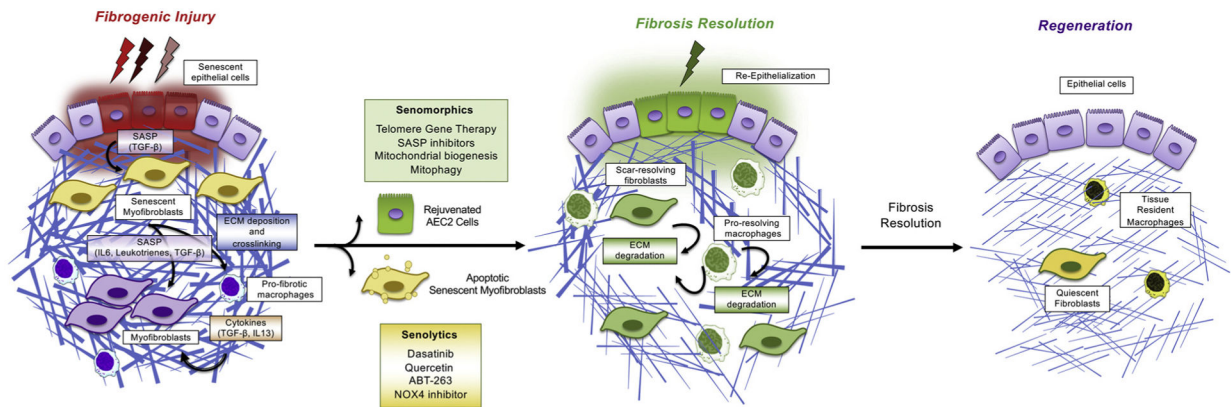 Fibrogenic Injury
Senescent
epithelial cells
SASP
(TGF-β)
Senescent
Myofibroblasts
ECM deposition
and
crosslinking
SASP
(IL6, Leukotrienes, TGF-β)
Pro-fibrotic
macrophages
Myofibroblasts
Cytokines
(TGF-β, IL13)
Senomorphics
Telomere Gene Therapy
SASP inhibitors
Mitochondrial biogenesis
Mitophagy
Rejuvenated
AEC2 Cells
Apoptotic
Senescent Myofibroblasts
Senolytics
Dasatinib
Quercetin
ABT-263
NOX4 inhibitor
Fibrosis Resolution
Re-Epithelialization
Scar-resolving
fibroblasts
Pro-resolving
macrophages
ECM
degradation
ECM
degradation
Fibrosis
Resolution
Regeneration
Epithelial cells
Tissue
Resident
Macrophages
Quiescent
Fibroblasts